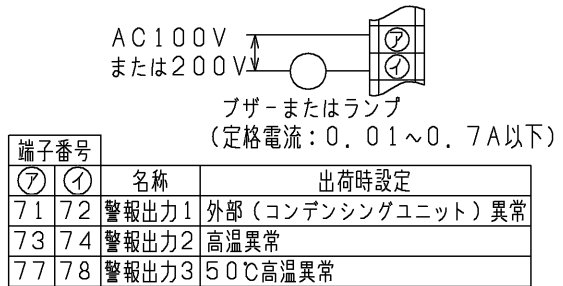 AC100V
または200V
㋐
㋑
ブザーまたはランプ
(定格電流:0.01~0.7A以下)
端子番号
㋐ ㋑ 名称 出荷時設定
71 72 警報出力1 外部(コンデンシングユニット)異常
73 74 警報出力2 高温異常
77 78 警報出力3 50℃高温異常